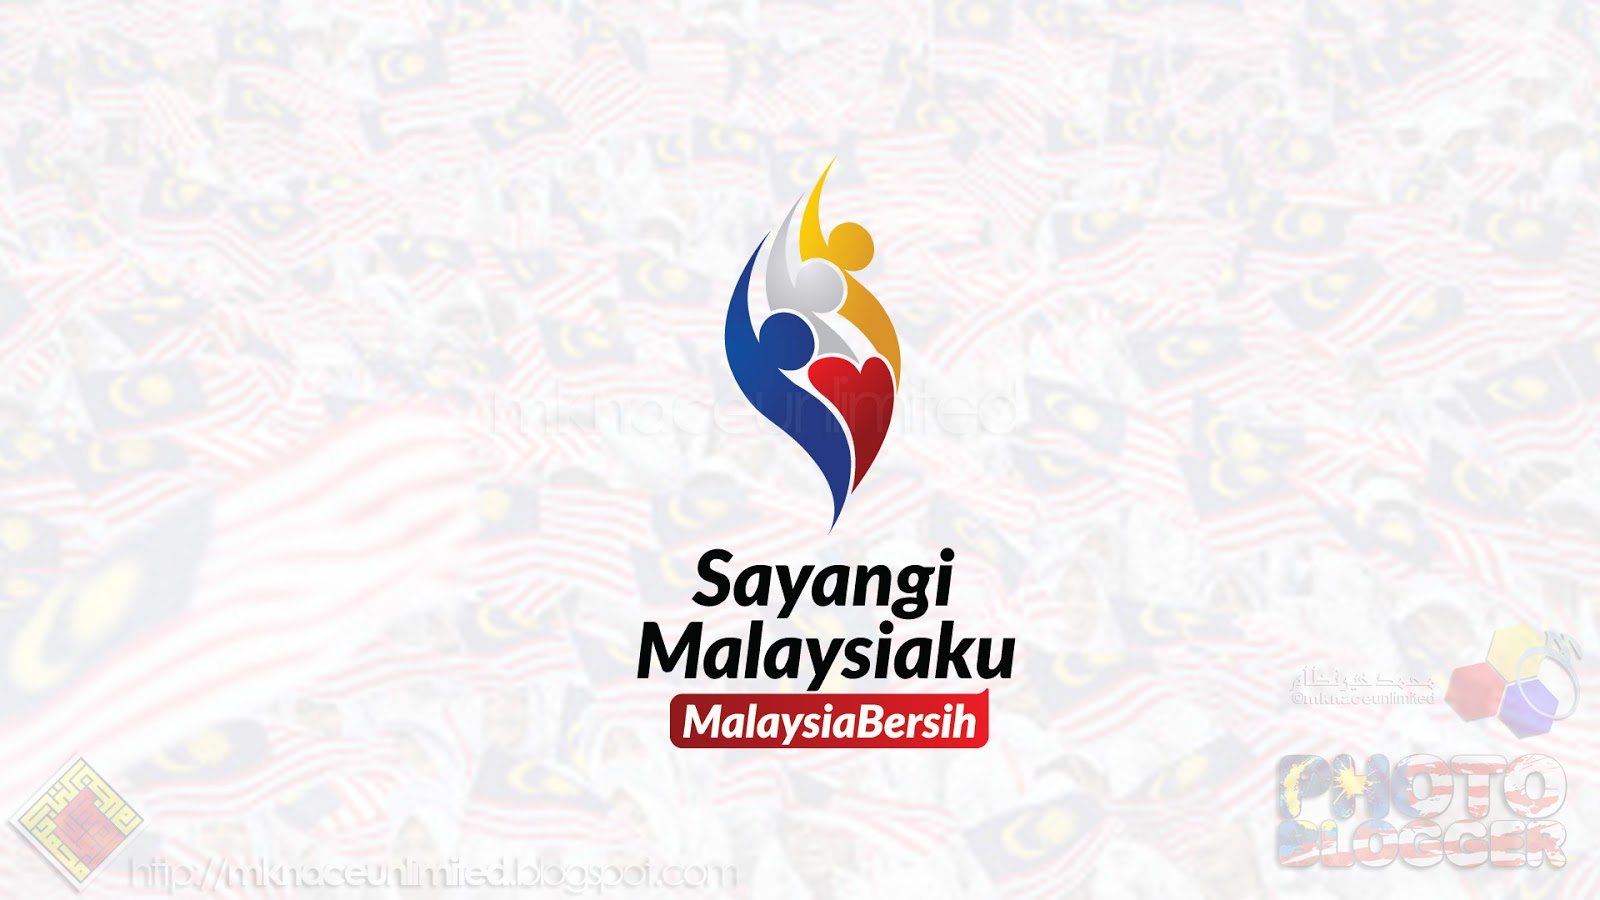 mknaceunlimited
Sayangi
Malaysiaku
MalaysiaBersih
©mknaceunlimited
PHOTO
BLOGGER
http://mknaceunlimited.blogspot.com